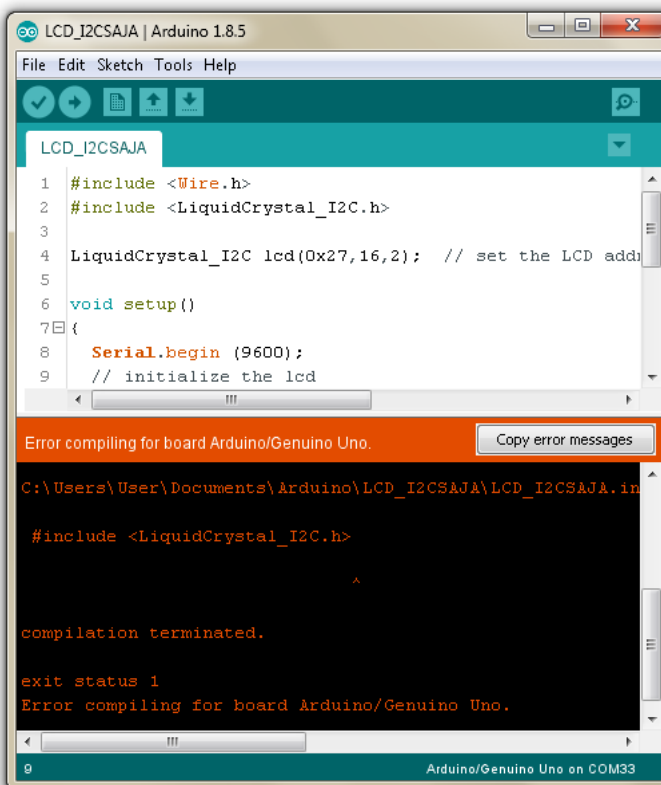 LCD_I2CSAJA | Arduino 1.8.5
File Edit Sketch Tools Help
LCD_I2CSAJA
1 #include <Wire.h>
2 #include <LiquidCrystal_I2C.h>
3
4 LiquidCrystal_I2C lcd(0x27,16,2);  // set the LCD addr
5
6 void setup()
7 {
8   Serial.begin (9600);
9   // initialize the lcd
Error compiling for board Arduino/Genuino Uno.
Copy error messages
C:\Users\User\Documents\Arduino\LCD_I2CSAJA\LCD_I2CSAJA.in
#include <LiquidCrystal_I2C.h>
^
compilation terminated.
exit status 1
Error compiling for board Arduino/Genuino Uno.
9
Arduino/Genuino Uno on COM33